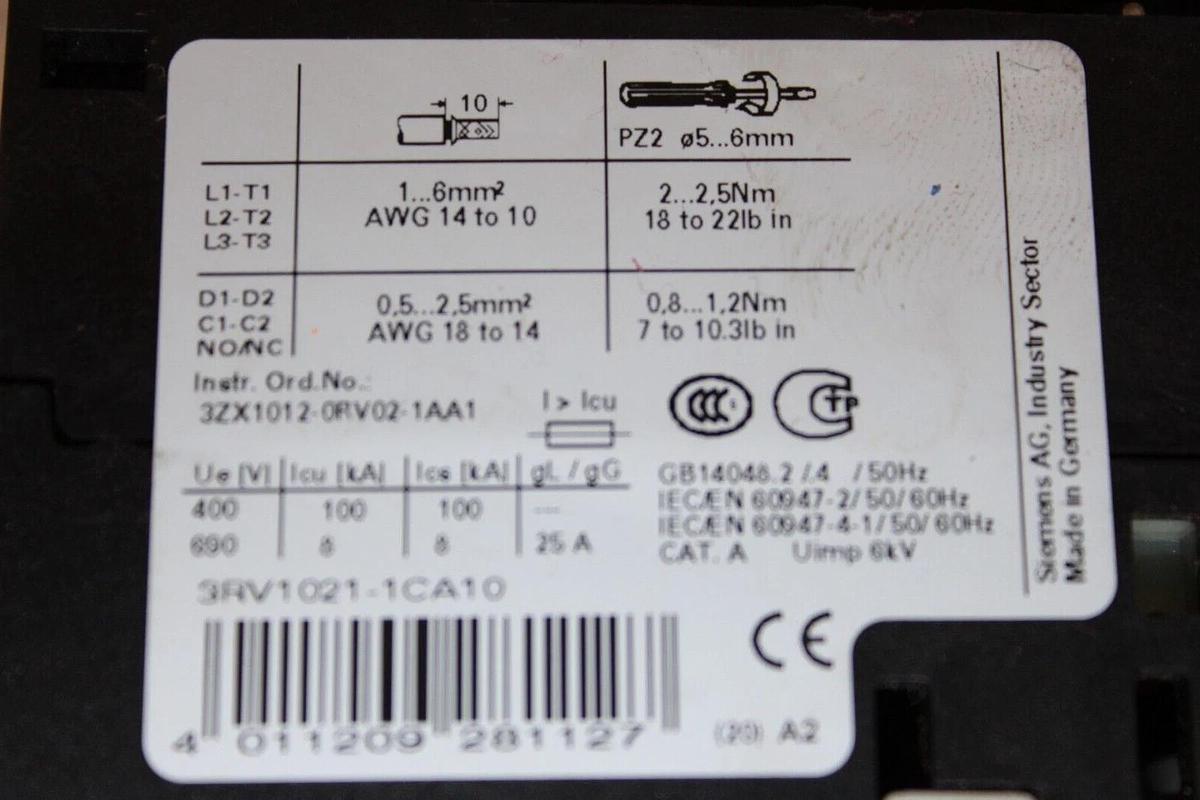 10
PZ2 ø5...6mm
L1-T1
L2-T2
L3-T3
1...6mm²
AWG 14 to 10
2...2,5Nm
18 to 22lb in
D1-D2
C1-C2
NO/NC
0,5...2,5mm²
AWG 18 to 14
0,8...1,2Nm
7 to 10.3lb in
Instr. Ord.No.:
3ZX1012-0RV02-1AA1
I > Icu
CCC
TP
Ue [V] Icu [kA] Ics [kA] gL / gG
400 100 100 ---
690 8 8 25 A
GB14048.2 /.4 /50Hz
IEC/EN 60947-2/50/60Hz
IEC/EN 60947-4-1/50/60Hz
CAT. A Uimp 6kV
3RV1021-1CA10
4 011209 281127
CE
(20) A2
Siemens AG, Industry Sector
Made in Germany